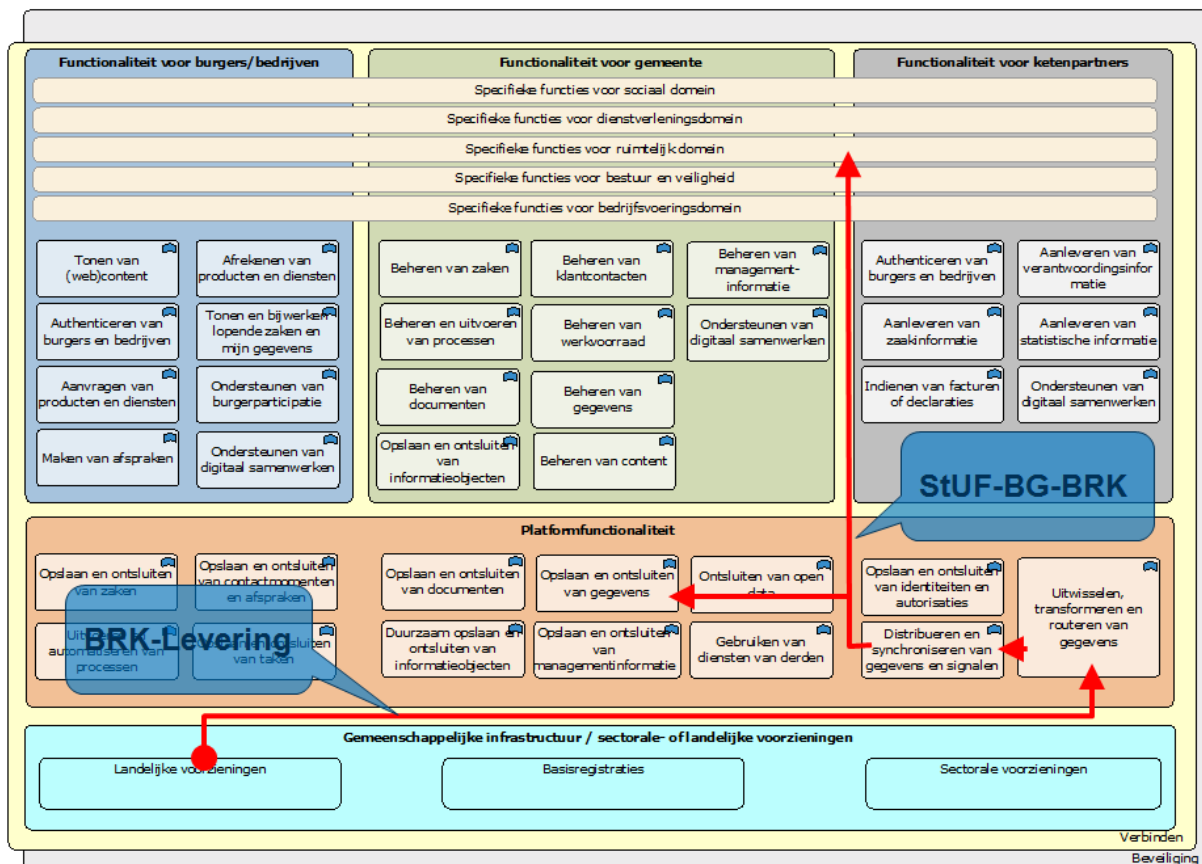 Functionaliteit voor burgers/bedrijven
Functionaliteit voor gemeente
Functionaliteit voor ketenpartners
Specifieke functies voor sociaal domein
Specifieke functies voor dienstverleningsdomein
Specifieke functies voor ruimtelijk domein
Specifieke functies voor bestuur en veiligheid
Specifieke functies voor bedrijfsvoeringsdomein
Tonen van
(web)content
Afrekenen van
producten en diensten
Authenticeren van
burgers en bedrijven
Tonen en bijwerken
lopende zaken en
mijn gegevens
Aanvragen van
producten en diensten
Ondersteunen van
burgerparticipatie
Maken van afspraken
Ondersteunen van
digitaal samenwerken
Beheren van zaken
Beheren van
klantcontacten
Beheren van
management-
informatie
Beheren en uitvoeren
van processen
Beheren van
werkvoorraad
Ondersteunen van
digitaal samenwerken
Beheren van
documenten
Beheren van
gegevens
Opslaan en ontsluiten
van
informatieobjecten
Beheren van content
Authenticeren van
burgers en bedrijven
Aanleveren van
verantwoordingsinfor
matie
Aanleveren van
zaakinformatie
Aanleveren van
statistische informatie
Indienen van facturen
of declaraties
Ondersteunen van
digitaal samenwerken
StUF-BG-BRK
Platformfunctionaliteit
Opslaan en ontsluiten
van zaken
Opslaan en ontsluiten
van contactmomenten
en afspraken
Opslaan en ontsluiten
van documenten
Opslaan en ontsluiten
van gegevens
Ontsluiten van open
data
Opslaan en ontsluiten
van identiteiten en
autorisaties
Uitwisselen,
transformeren en
routeren van
gegevens
BRK-Levering
automatiseren van
processen
van taken
Duurzaam opslaan en
ontsluiten van
informatieobjecten
Opslaan en ontsluiten
van
managementinformatie
Gebruiken van
diensten van derden
Distribueren en
synchroniseren van
gegevens en signalen
Gemeenschappelijke infrastructuur / sectorale- of landelijke voorzieningen
Landelijke voorzieningen
Basisregistraties
Sectorale voorzieningen
Verbinden
Beveiliging